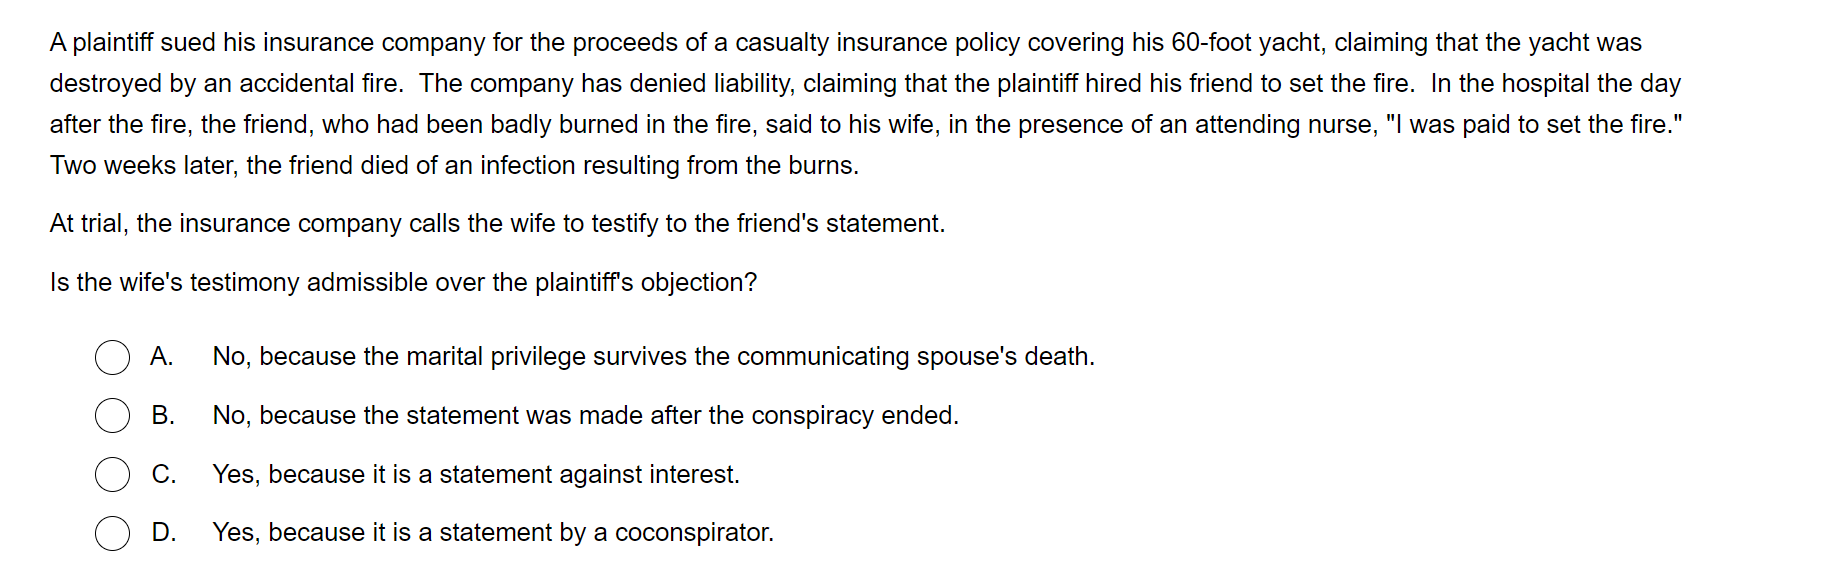 A plaintiff sued his insurance company for the proceeds of a casualty insurance policy covering his 60-foot yacht, claiming that the yacht was
destroyed by an accidental fire.  The company has denied liability, claiming that the plaintiff hired his friend to set the fire.  In the hospital the day
after the fire, the friend, who had been badly burned in the fire, said to his wife, in the presence of an attending nurse, "I was paid to set the fire."
Two weeks later, the friend died of an infection resulting from the burns.
At trial, the insurance company calls the wife to testify to the friend's statement.
Is the wife's testimony admissible over the plaintiff's objection?
A. No, because the marital privilege survives the communicating spouse's death.
B. No, because the statement was made after the conspiracy ended.
C. Yes, because it is a statement against interest.
D. Yes, because it is a statement by a coconspirator.